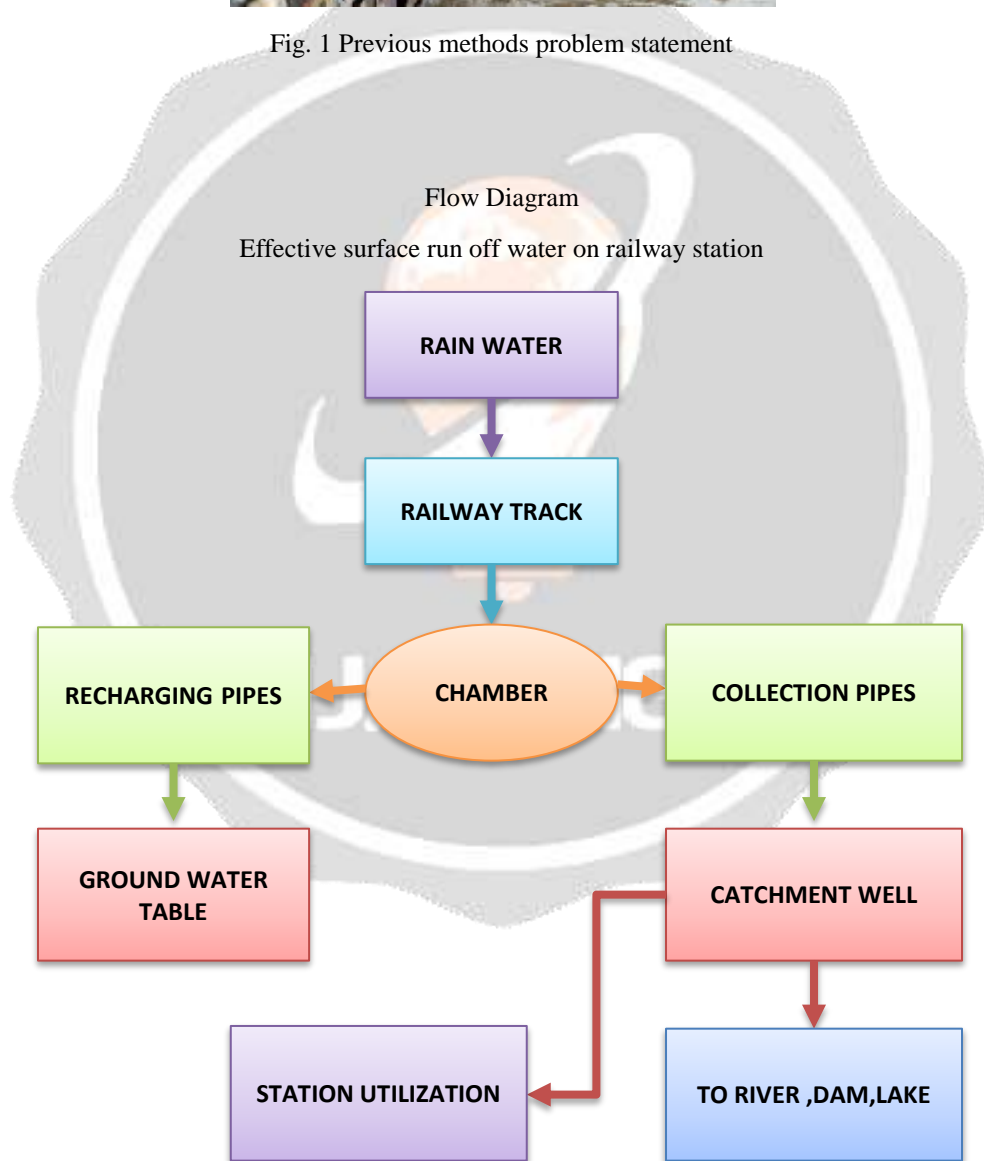 Fig. 1 Previous methods problem statement
Flow Diagram
Effective surface run off water on railway station
RAIN WATER
RAILWAY TRACK
RECHARGING PIPES
CHAMBER
COLLECTION PIPES
GROUND WATER
TABLE
CATCHMENT WELL
STATION UTILIZATION
TO RIVER ,DAM,LAKE